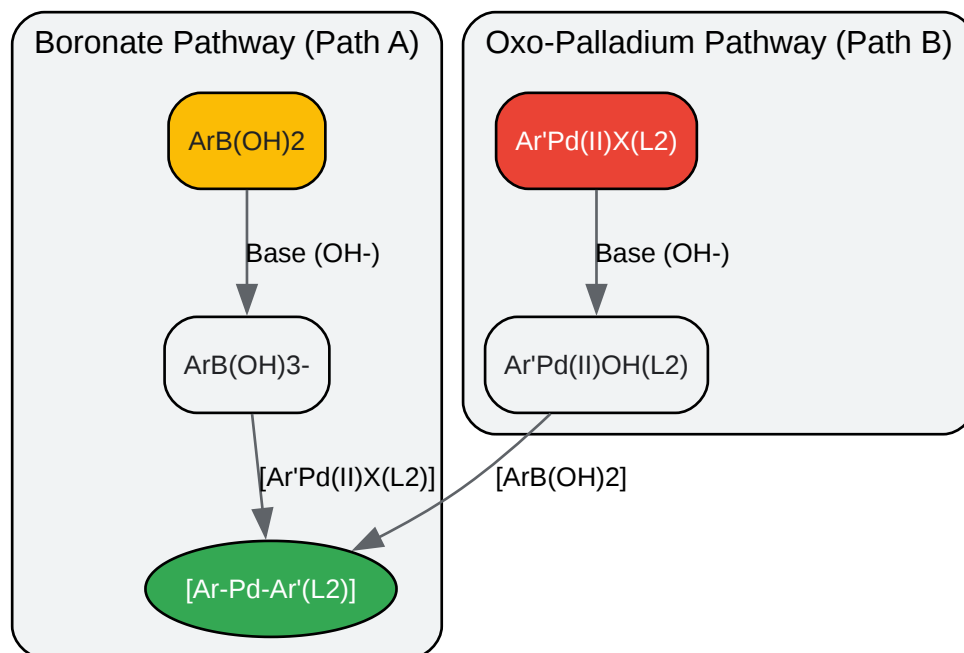 Boronate Pathway (Path A)
Oxo-Palladium Pathway (Path B)
ArB(OH)2
Ar'Pd(II)X(L2)
Base (OH-)
Base (OH-)
ArB(OH)3-
Ar'Pd(II)OH(L2)
[Ar'Pd(II)X(L2)]
[ArB(OH)2]
[Ar-Pd-Ar'(L2)]